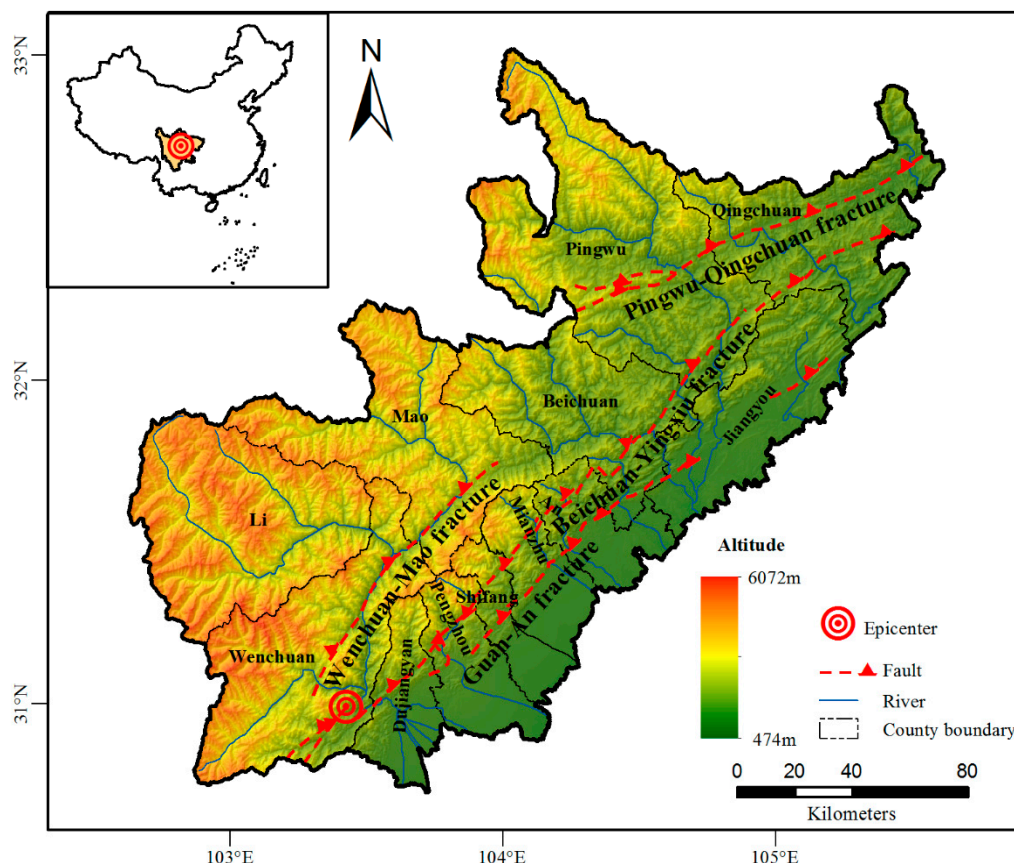 N
33°N
32°N
31°N
Qingchuan
Pingwu
Pingwu-Qingchuan fracture
Mao
Beichuan
Jiangyou
Beichuan-Yingxiu fracture
Li
Wenchuan-Mao fracture
An
Mianzhu
Shifang
Pengzhou
Guan-An fracture
Wenchuan
Dujiangyan
Altitude
6072m
474m
Epicenter
Fault
River
County boundary
0 20 40 80
Kilometers
103°E 104°E 105°E